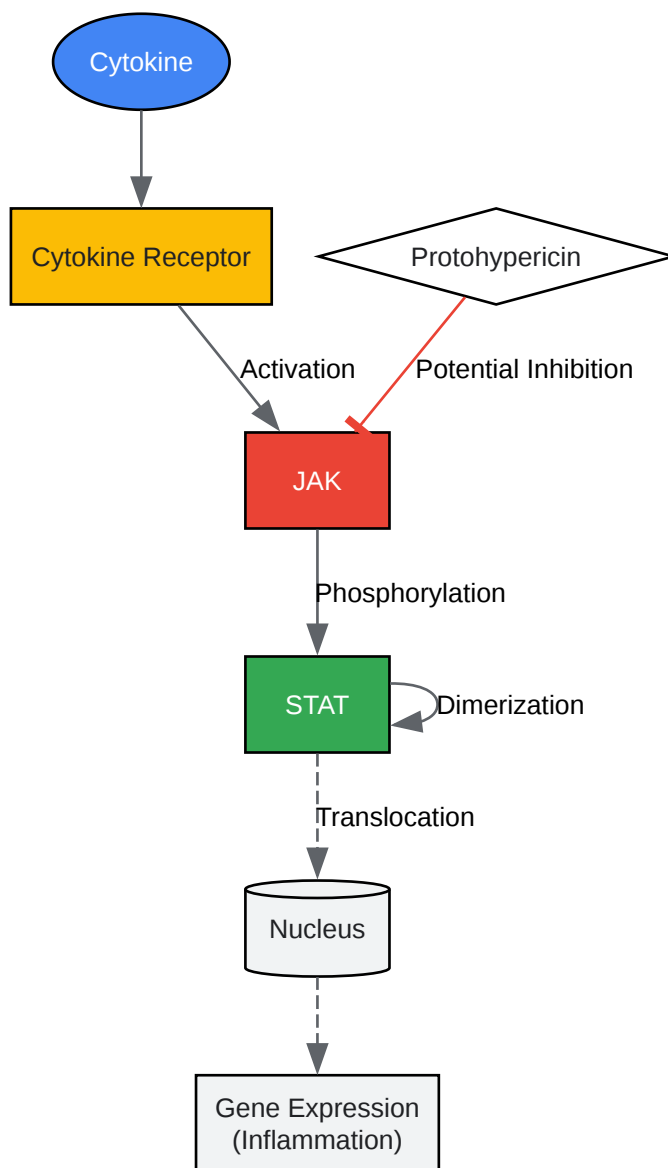 Cytokine
Cytokine Receptor
Protohypericin
Activation
Potential Inhibition
JAK
Phosphorylation
STAT
Dimerization
Translocation
Nucleus
Gene Expression
(Inflammation)